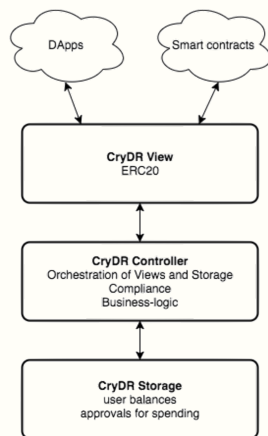 DApps
Smart contracts
CryDR View
ERC20
CryDR Controller
Orchestration of Views and Storage
Compliance
Business-logic
CryDR Storage
user balances
approvals for spending